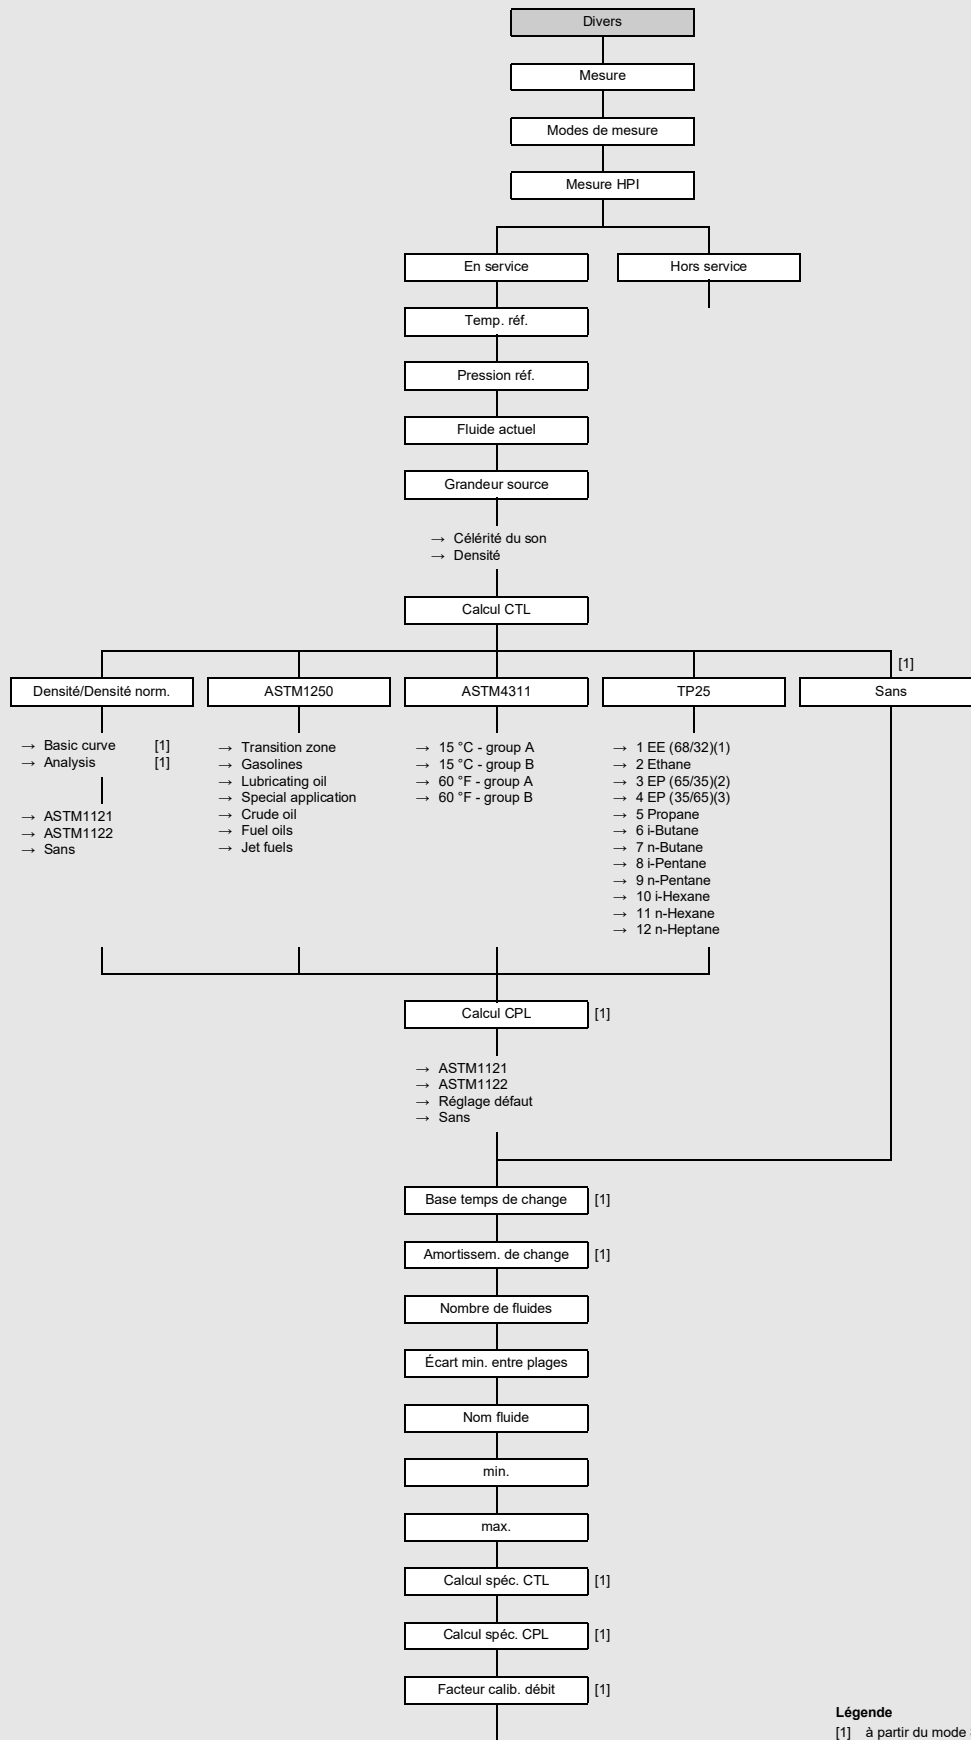 Divers
Mesure
Modes de mesure
Mesure HPI
En service
Hors service
Temp. réf.
Pression réf.
Fluide actuel
Grandeur source
→ Célérité du son
→ Densité
Calcul CTL
[1]
Densité/Densité norm.
ASTM1250
ASTM4311
TP25
Sans
→ Basic curve [1]
→ Analysis [1]
→ ASTM1121
→ ASTM1122
→ Sans
→ Transition zone
→ Gasolines
→ Lubricating oil
→ Special application
→ Crude oil
→ Fuel oils
→ Jet fuels
→ 15 °C - group A
→ 15 °C - group B
→ 60 °F - group A
→ 60 °F - group B
→ 1 EE (68/32)(1)
→ 2 Ethane
→ 3 EP (65/35)(2)
→ 4 EP (35/65)(3)
→ 5 Propane
→ 6 i-Butane
→ 7 n-Butane
→ 8 i-Pentane
→ 9 n-Pentane
→ 10 i-Hexane
→ 11 n-Hexane
→ 12 n-Heptane
Calcul CPL [1]
→ ASTM1121
→ ASTM1122
→ Réglage défaut
→ Sans
Base temps de change [1]
Amortissem. de change [1]
Nombre de fluides
Écart min. entre plages
Nom fluide
min.
max.
Calcul spéc. CTL [1]
Calcul spéc. CPL [1]
Facteur calib. débit [1]
Légende
[1] à partir du mode